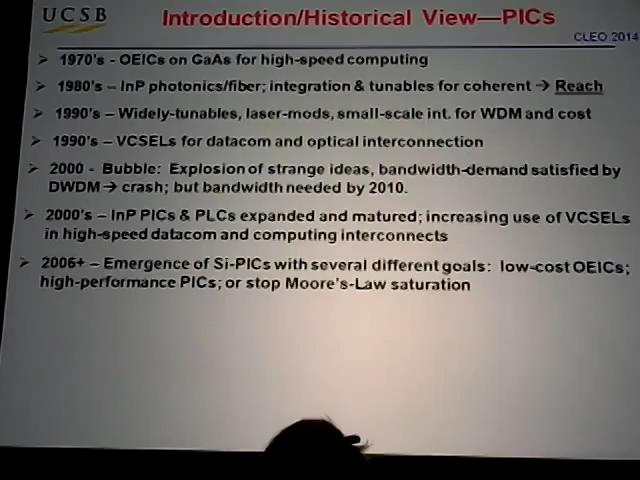 UCSB
Introduction/Historical View—PICs
CLEO 2014
➢ 1970's - OEICs on GaAs for high-speed computing
➢ 1980's – InP photonics/fiber; integration & tunables for coherent → Reach
➢ 1990's – Widely-tunables, laser-mods, small-scale int. for WDM and cost
➢ 1990's – VCSELs for datacom and optical interconnection
➢ 2000 - Bubble: Explosion of strange ideas, bandwidth-demand satisfied by
DWDM → crash; but bandwidth needed by 2010.
➢ 2000's – InP PICs & PLCs expanded and matured; increasing use of VCSELs
in high-speed datacom and computing interconnects
➢ 2006+ – Emergence of Si-PICs with several different goals: low-cost OEICs;
high-performance PICs; or stop Moore's-Law saturation